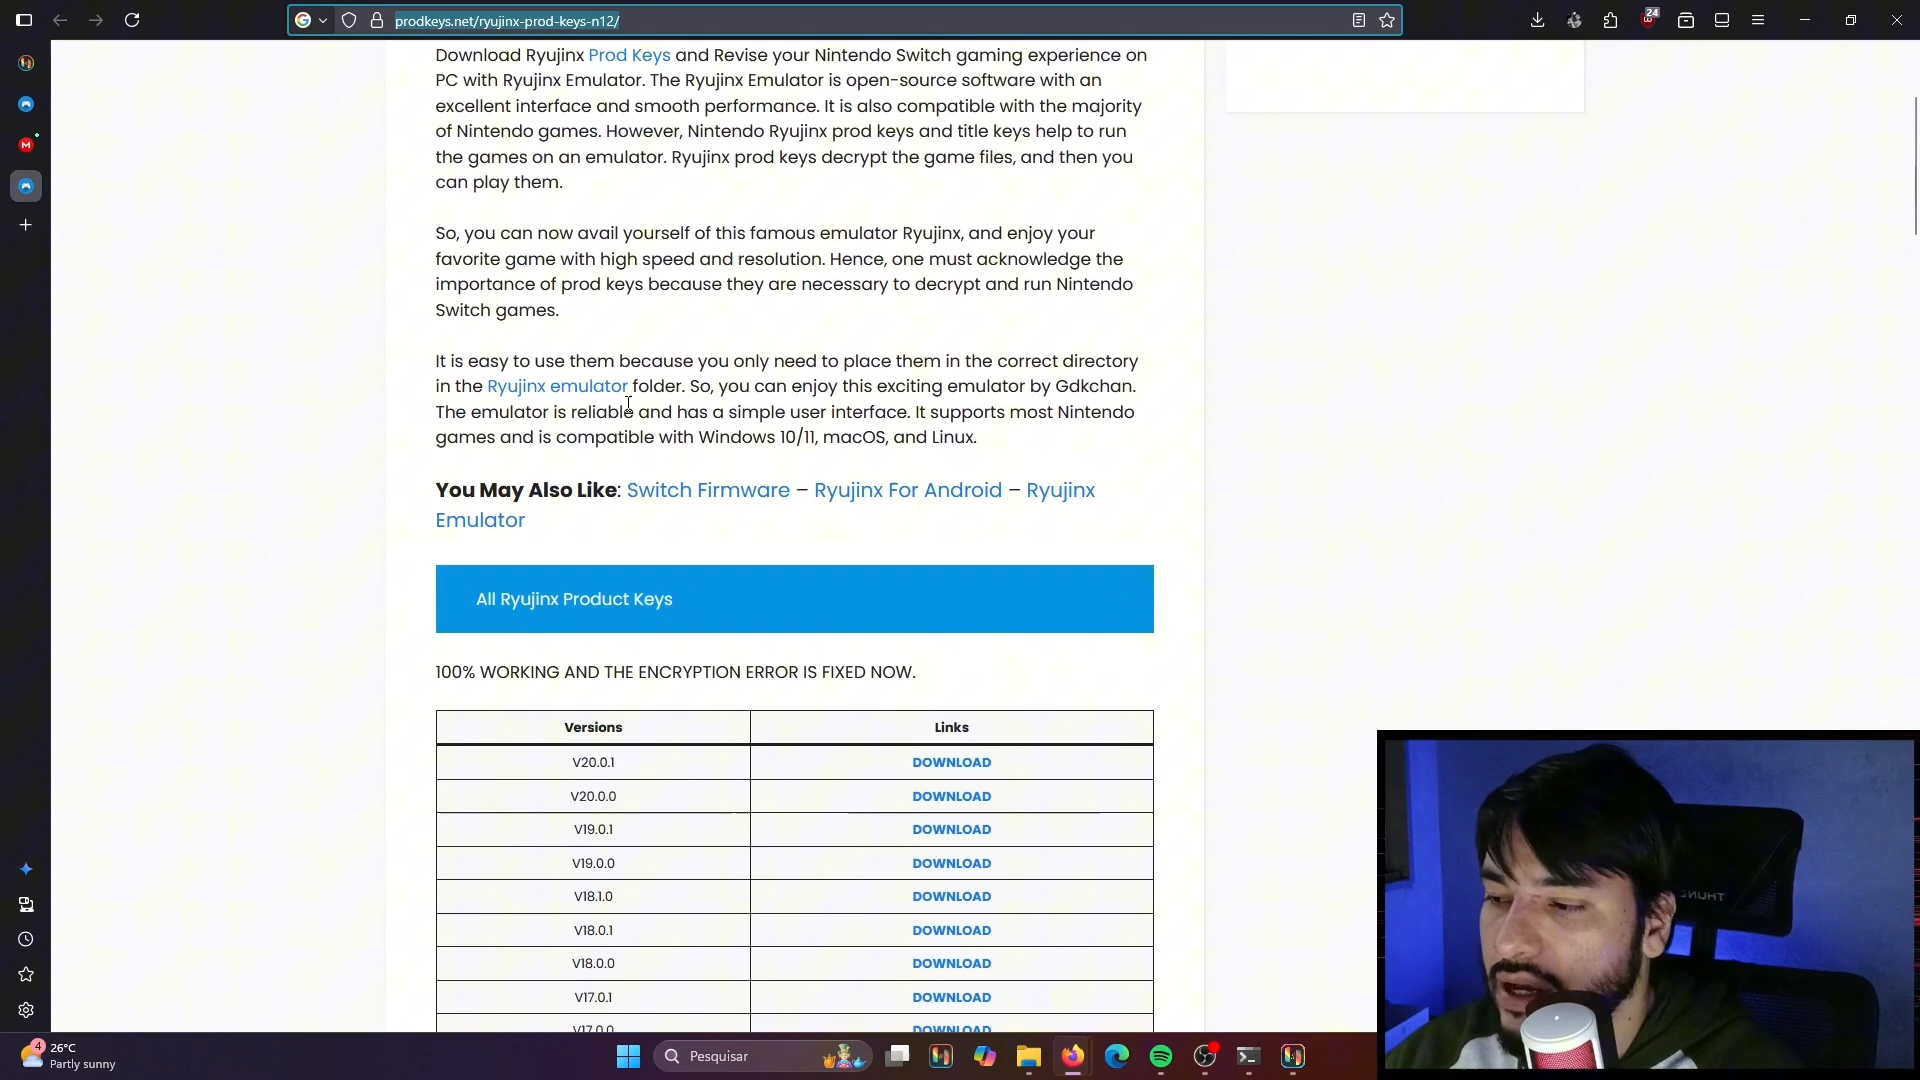 prodkeys.net/ryujinx-prod-keys-n12/
24
Download Ryujinx Prod Keys and Revise your Nintendo Switch gaming experience on
PC with Ryujinx Emulator. The Ryujinx Emulator is open-source software with an
excellent interface and smooth performance. It is also compatible with the majority
of Nintendo games. However, Nintendo Ryujinx prod keys and title keys help to run
the games on an emulator. Ryujinx prod keys decrypt the game files, and then you
can play them.
So, you can now avail yourself of this famous emulator Ryujinx, and enjoy your
favorite game with high speed and resolution. Hence, one must acknowledge the
importance of prod keys because they are necessary to decrypt and run Nintendo
Switch games.
It is easy to use them because you only need to place them in the correct directory
in the Ryujinx emulator folder. So, you can enjoy this exciting emulator by Gdkchan.
The emulator is reliable and has a simple user interface. It supports most Nintendo
games and is compatible with Windows 10/11, macOS, and Linux.
You May Also Like: Switch Firmware – Ryujinx For Android – Ryujinx
Emulator
All Ryujinx Product Keys
100% WORKING AND THE ENCRYPTION ERROR IS FIXED NOW.
Versions Links
V20.0.1 DOWNLOAD
V20.0.0 DOWNLOAD
V19.0.1 DOWNLOAD
V19.0.0 DOWNLOAD
V18.1.0 DOWNLOAD
V18.0.1 DOWNLOAD
V18.0.0 DOWNLOAD
V17.0.1 DOWNLOAD
V17.0.0 DOWNLOAD
4
26°C
Partly sunny
Pesquisar